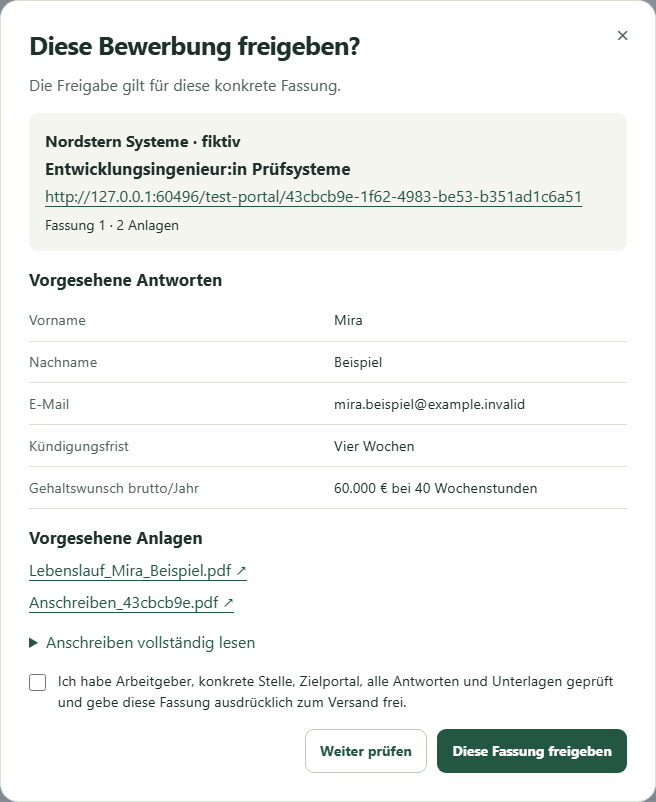 Diese Bewerbung freigeben?
×
Die Freigabe gilt für diese konkrete Fassung.
Nordstern Systeme · fiktiv
Entwicklungsingenieur:in Prüfsysteme
http://127.0.0.1:60496/test-portal/43cbcb9e-1f62-4983-be53-b351ad1c6a51
Fassung 1 · 2 Anlagen
Vorgesehene Antworten
Vorname Mira
Nachname Beispiel
E-Mail mira.beispiel@example.invalid
Kündigungsfrist Vier Wochen
Gehaltswunsch brutto/Jahr 60.000 € bei 40 Wochenstunden
Vorgesehene Anlagen
Lebenslauf_Mira_Beispiel.pdf ↗
Anschreiben_43cbcb9e.pdf ↗
▶ Anschreiben vollständig lesen
Ich habe Arbeitgeber, konkrete Stelle, Zielportal, alle Antworten und Unterlagen geprüft
und gebe diese Fassung ausdrücklich zum Versand frei.
Weiter prüfen Diese Fassung freigeben